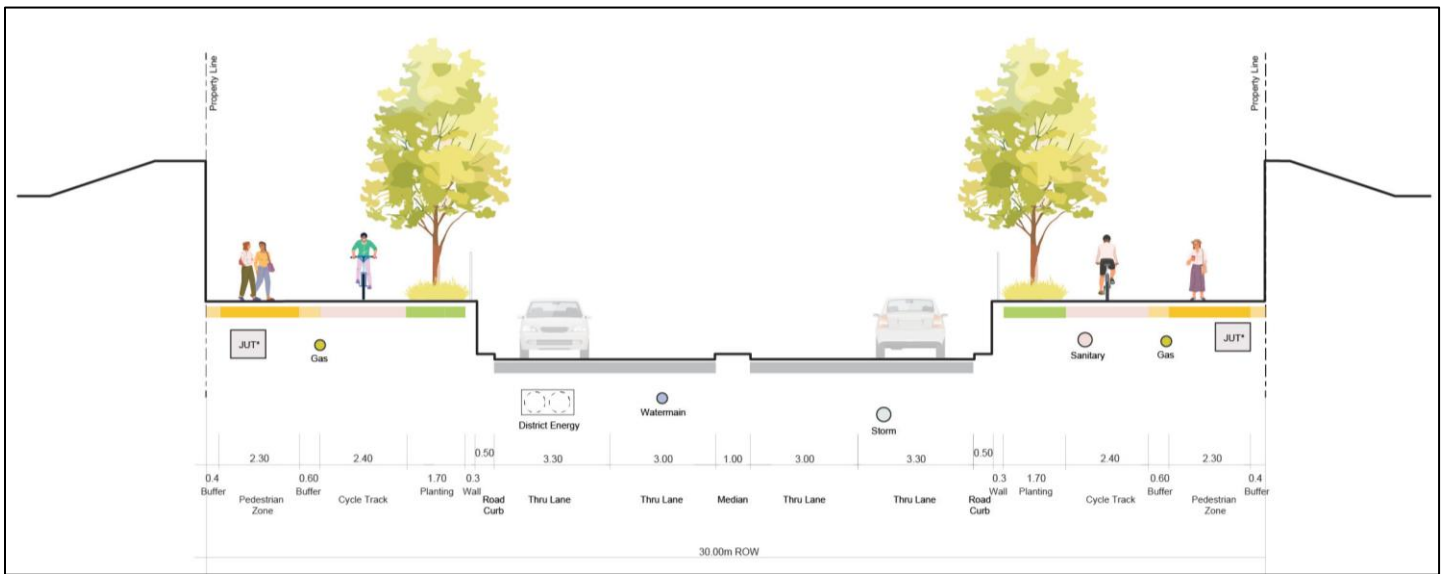 Property Line
Property Line
JUT*
Gas
Sanitary
Gas
JUT*
District Energy
Watermain
Storm
0.4
Buffer
2.30
Pedestrian
Zone
0.60
Buffer
2.40
Cycle Track
1.70
Planting
0.3
Wall
0.50
Road
Curb
3.30
Thru Lane
3.00
Thru Lane
1.00
Median
3.00
Thru Lane
3.30
Thru Lane
0.50
Road
Curb
0.3
Wall
1.70
Planting
2.40
Cycle Track
0.60
Buffer
2.30
Pedestrian
Zone
0.4
Buffer
30.00m ROW